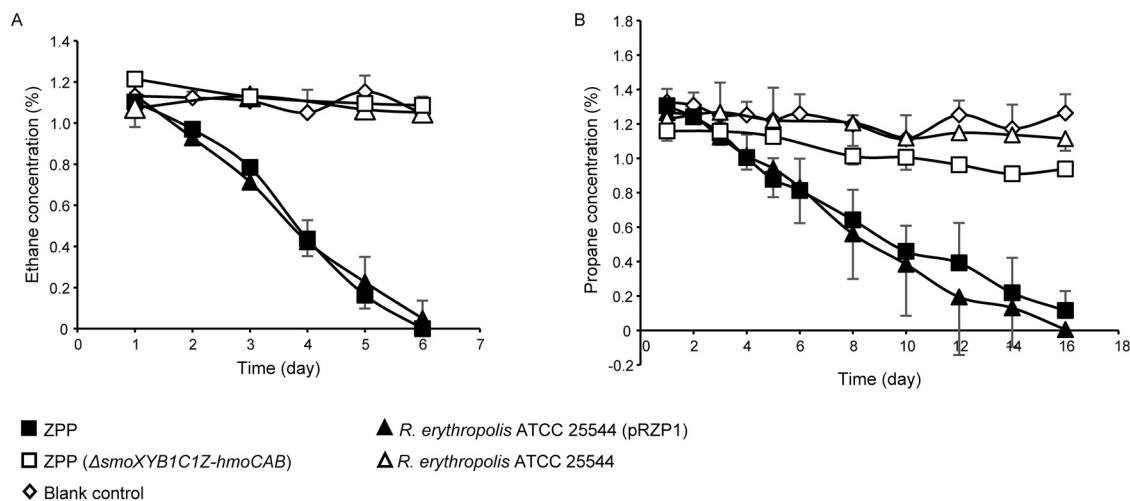 A
Ethane concentration (%)
1.4
1.2
1.0
0.8
0.6
0.4
0.2
0
0 1 2 3 4 5 6 7
Time (day)
B
Propane concentration (%)
1.8
1.6
1.4
1.2
1.0
0.8
0.6
0.4
0.2
0
-0.2
0 2 4 6 8 10 12 14 16 18
Time (day)
ZPP
ZPP (ΔsmoXYB1C1Z-hmoCAB)
Blank control
R. erythropolis ATCC 25544 (pRZP1)
R. erythropolis ATCC 25544